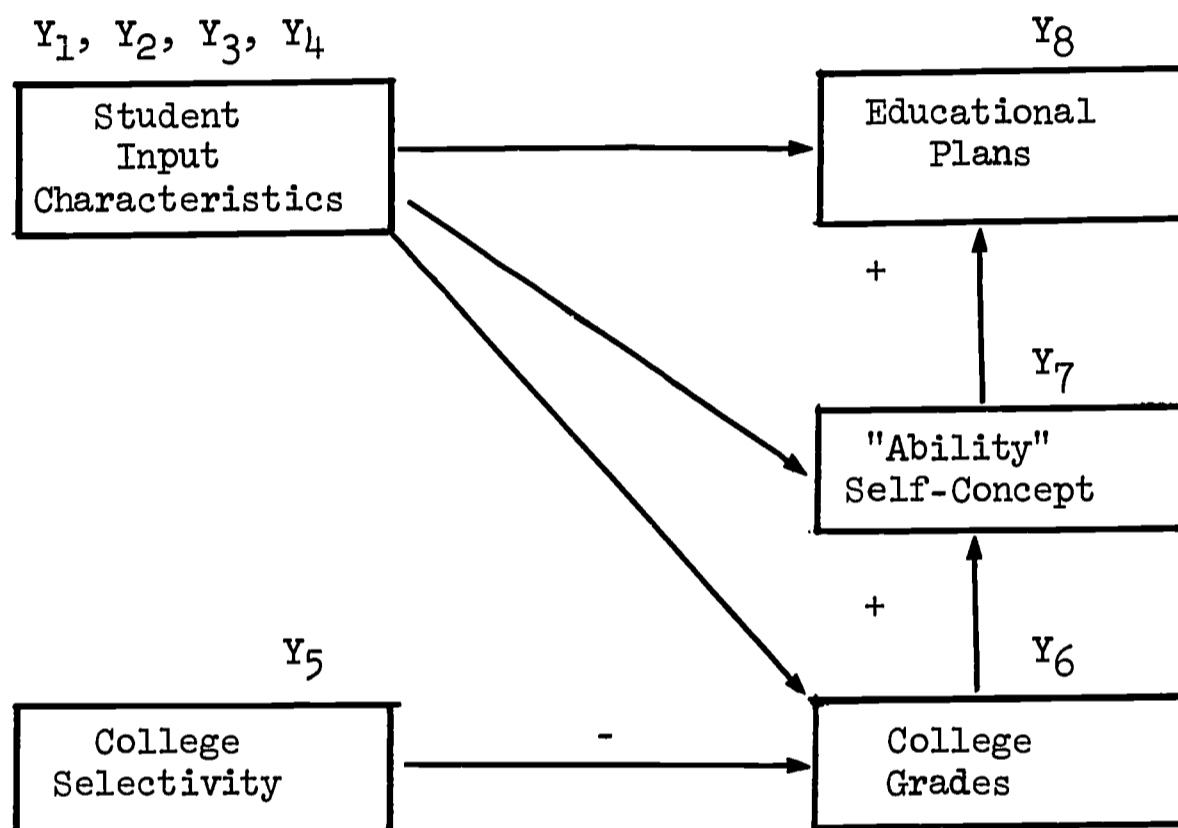 Y1, Y2, Y3, Y4
Student
Input
Characteristics
Y8
Educational
Plans
+
Y7
"Ability"
Self-Concept
+
Y5
College
Selectivity
-
Y6
College
Grades